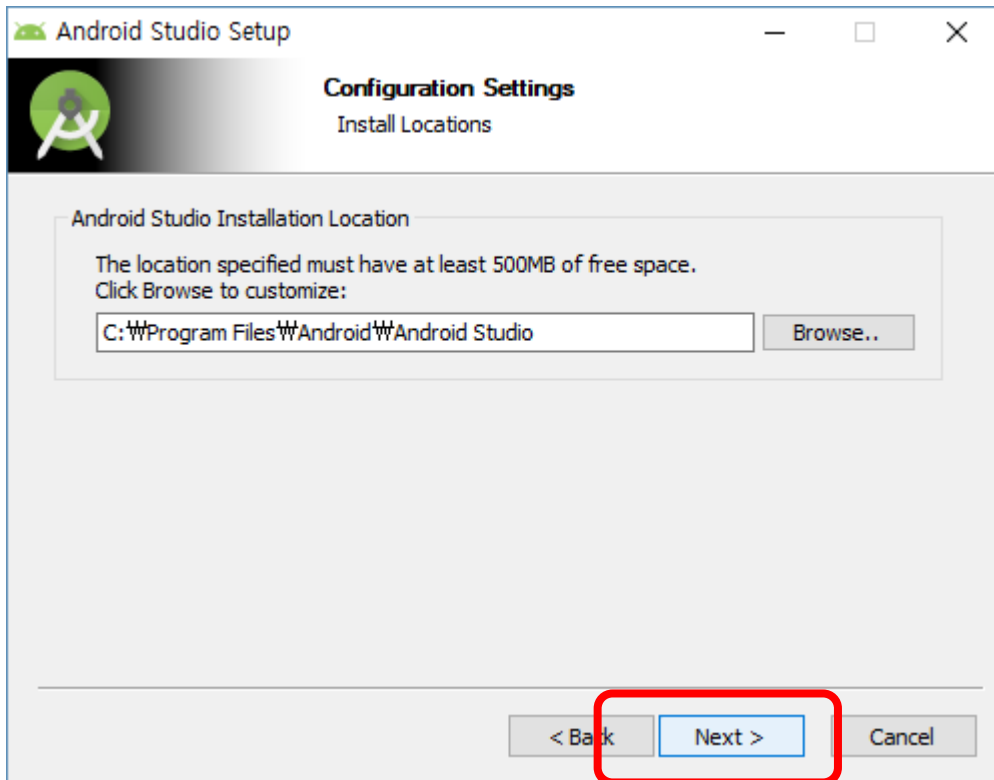 Android Studio Setup
Configuration Settings
Install Locations
Android Studio Installation Location
The location specified must have at least 500MB of free space.
Click Browse to customize:
C:₩Program Files₩Android₩Android Studio
Browse..
< Back
Next >
Cancel